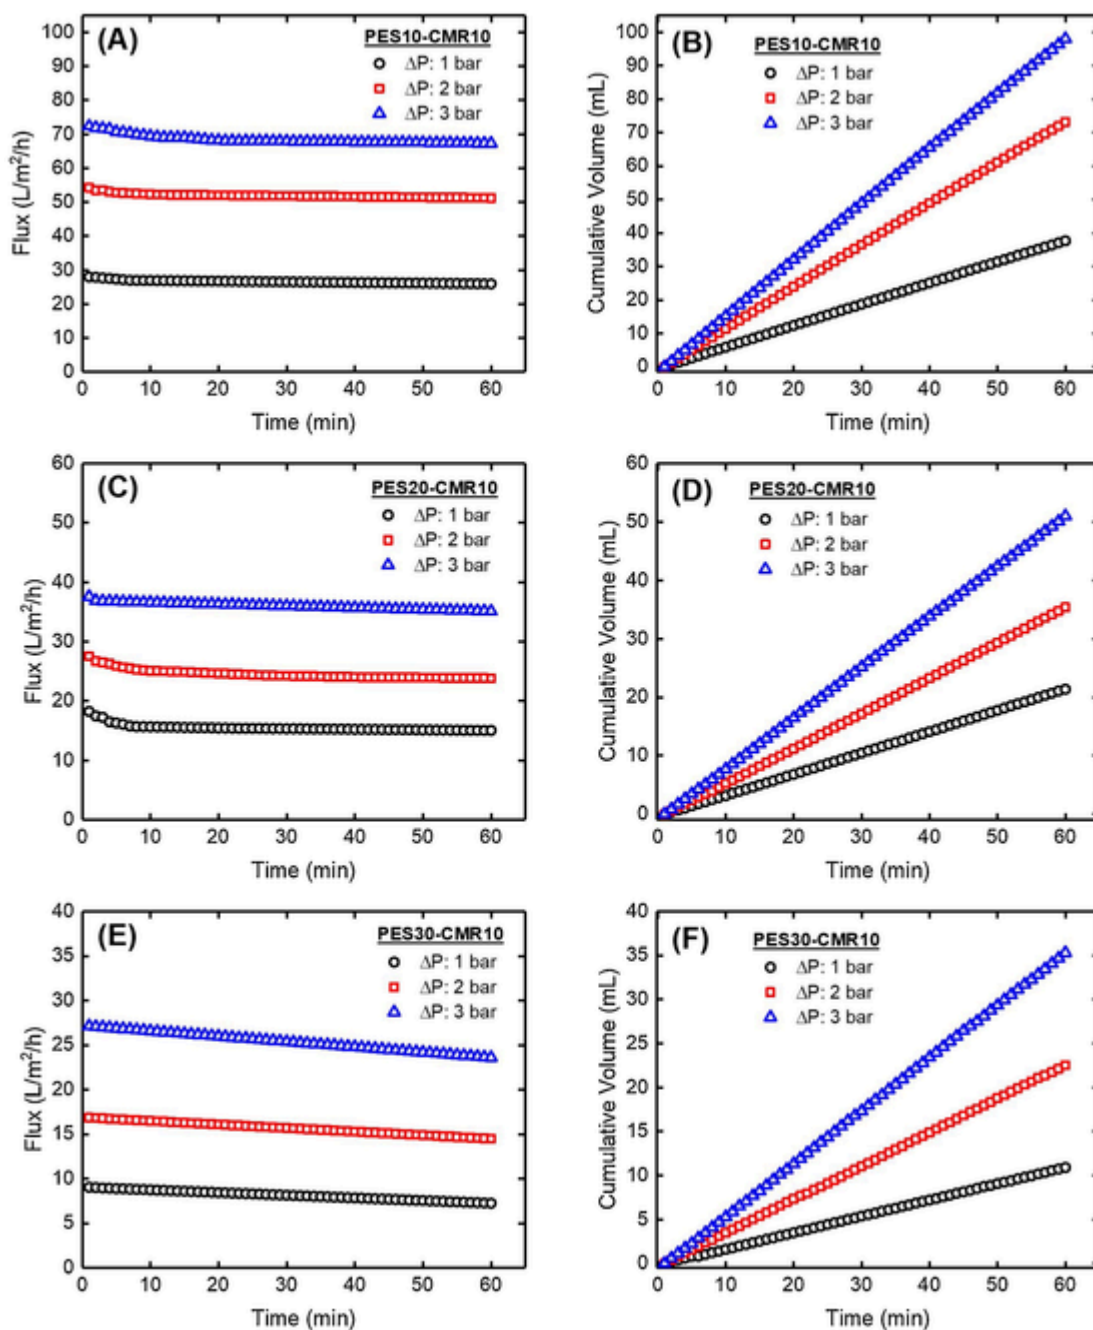 (A)
PES10-CMR10
ΔP: 1 bar
ΔP: 2 bar
ΔP: 3 bar
100
90
80
70
60
50
40
30
20
10
0
Flux (L/m²/h)
0 10 20 30 40 50 60
Time (min)
(B)
PES10-CMR10
ΔP: 1 bar
ΔP: 2 bar
ΔP: 3 bar
100
90
80
70
60
50
40
30
20
10
0
Cumulative Volume (mL)
10 20 30 40 50 60
Time (min)
(C)
PES20-CMR10
ΔP: 1 bar
ΔP: 2 bar
ΔP: 3 bar
60
50
40
30
20
10
0
Flux (L/m²/h)
0 10 20 30 40 50 60
Time (min)
(D)
PES20-CMR10
ΔP: 1 bar
ΔP: 2 bar
ΔP: 3 bar
60
50
40
30
20
10
0
Cumulative Volume (mL)
0 10 20 30 40 50 60
Time (min)
(E)
PES30-CMR10
ΔP: 1 bar
ΔP: 2 bar
ΔP: 3 bar
40
35
30
25
20
15
10
5
0
Flux (L/m²/h)
0 10 20 30 40 50 60
Time (min)
(F)
PES30-CMR10
ΔP: 1 bar
ΔP: 2 bar
ΔP: 3 bar
40
35
30
25
20
15
10
5
0
Cumulative Volume (mL)
0 10 20 30 40 50 60
Time (min)